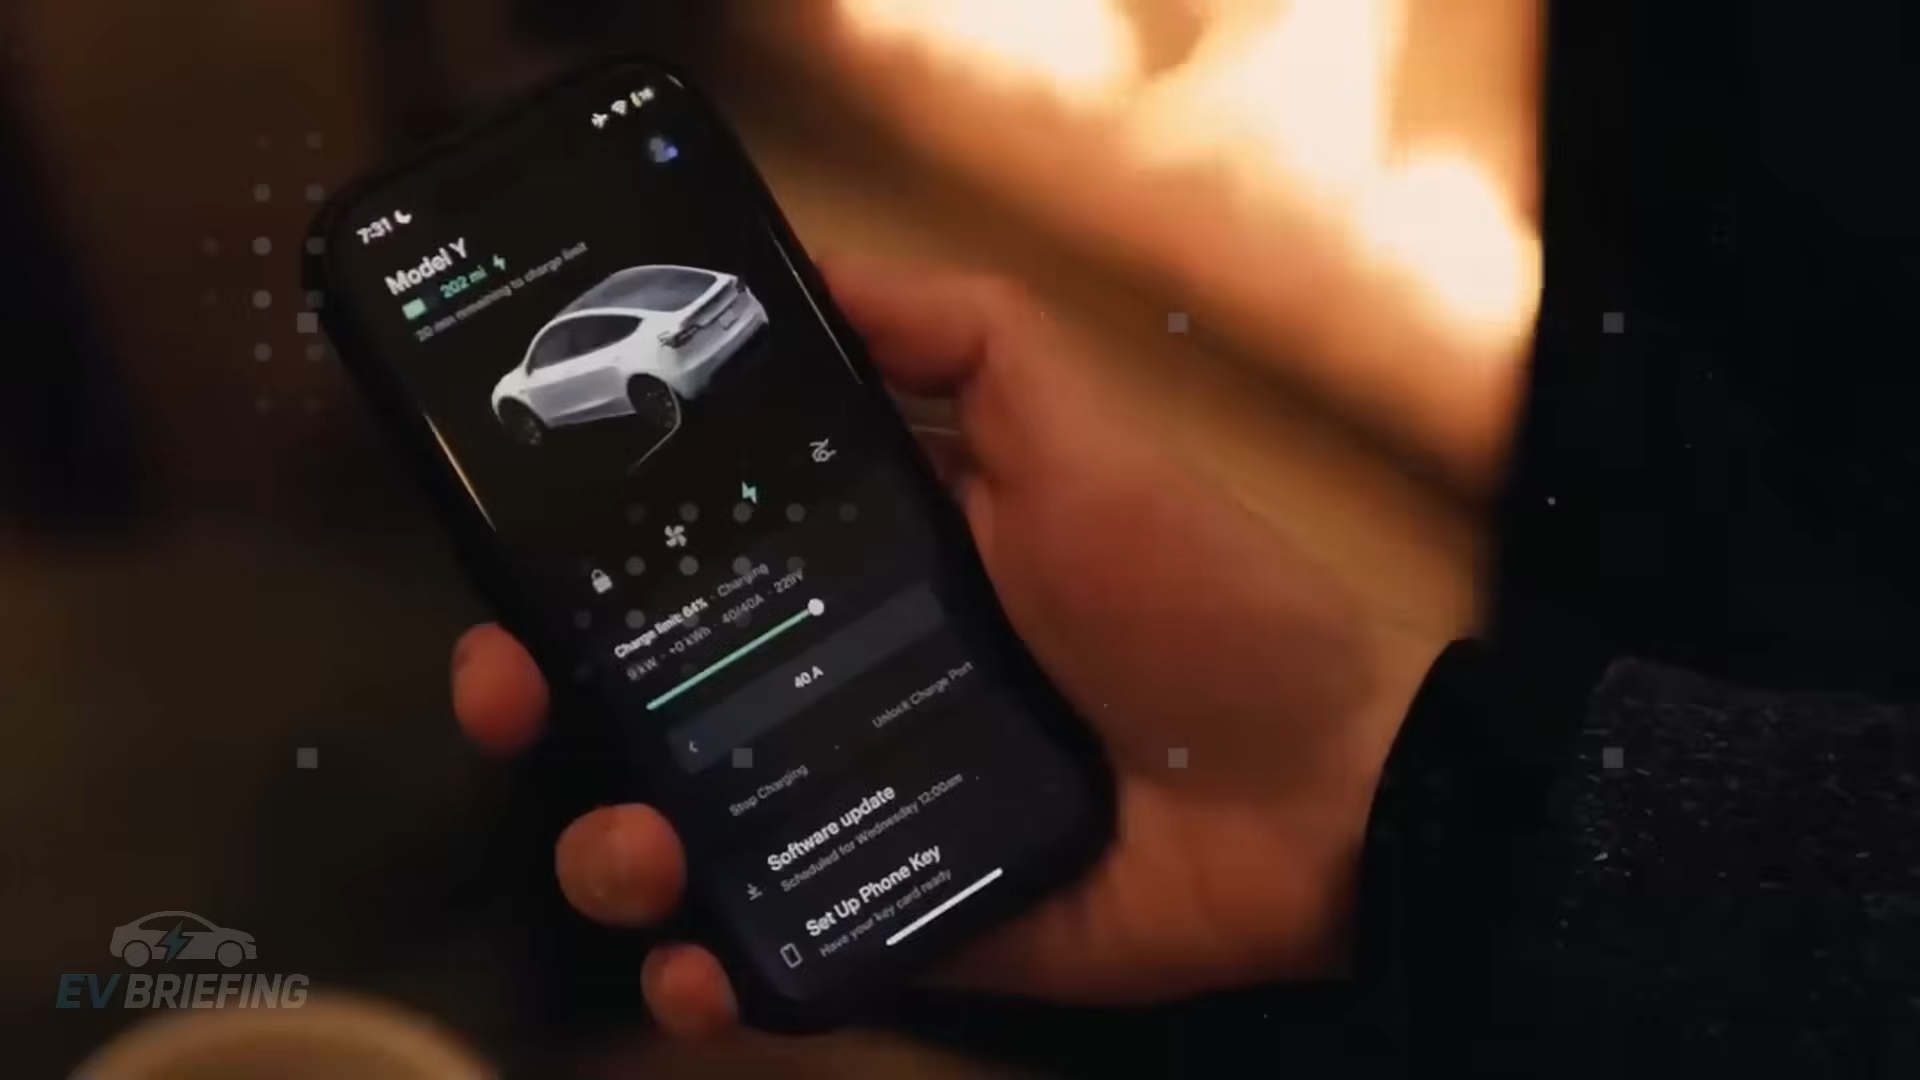 7:31
Model Y
202 mi
20 min remaining to charge limit
Charge limit: 64% · Charging
9 kW · +0 kWh · 40/40A · 229V
40 A
Unlock Charge Port
Stop Charging
Software update
Scheduled for Wednesday 12:00am
Set Up Phone Key
Have your key card ready
EV BRIEFING